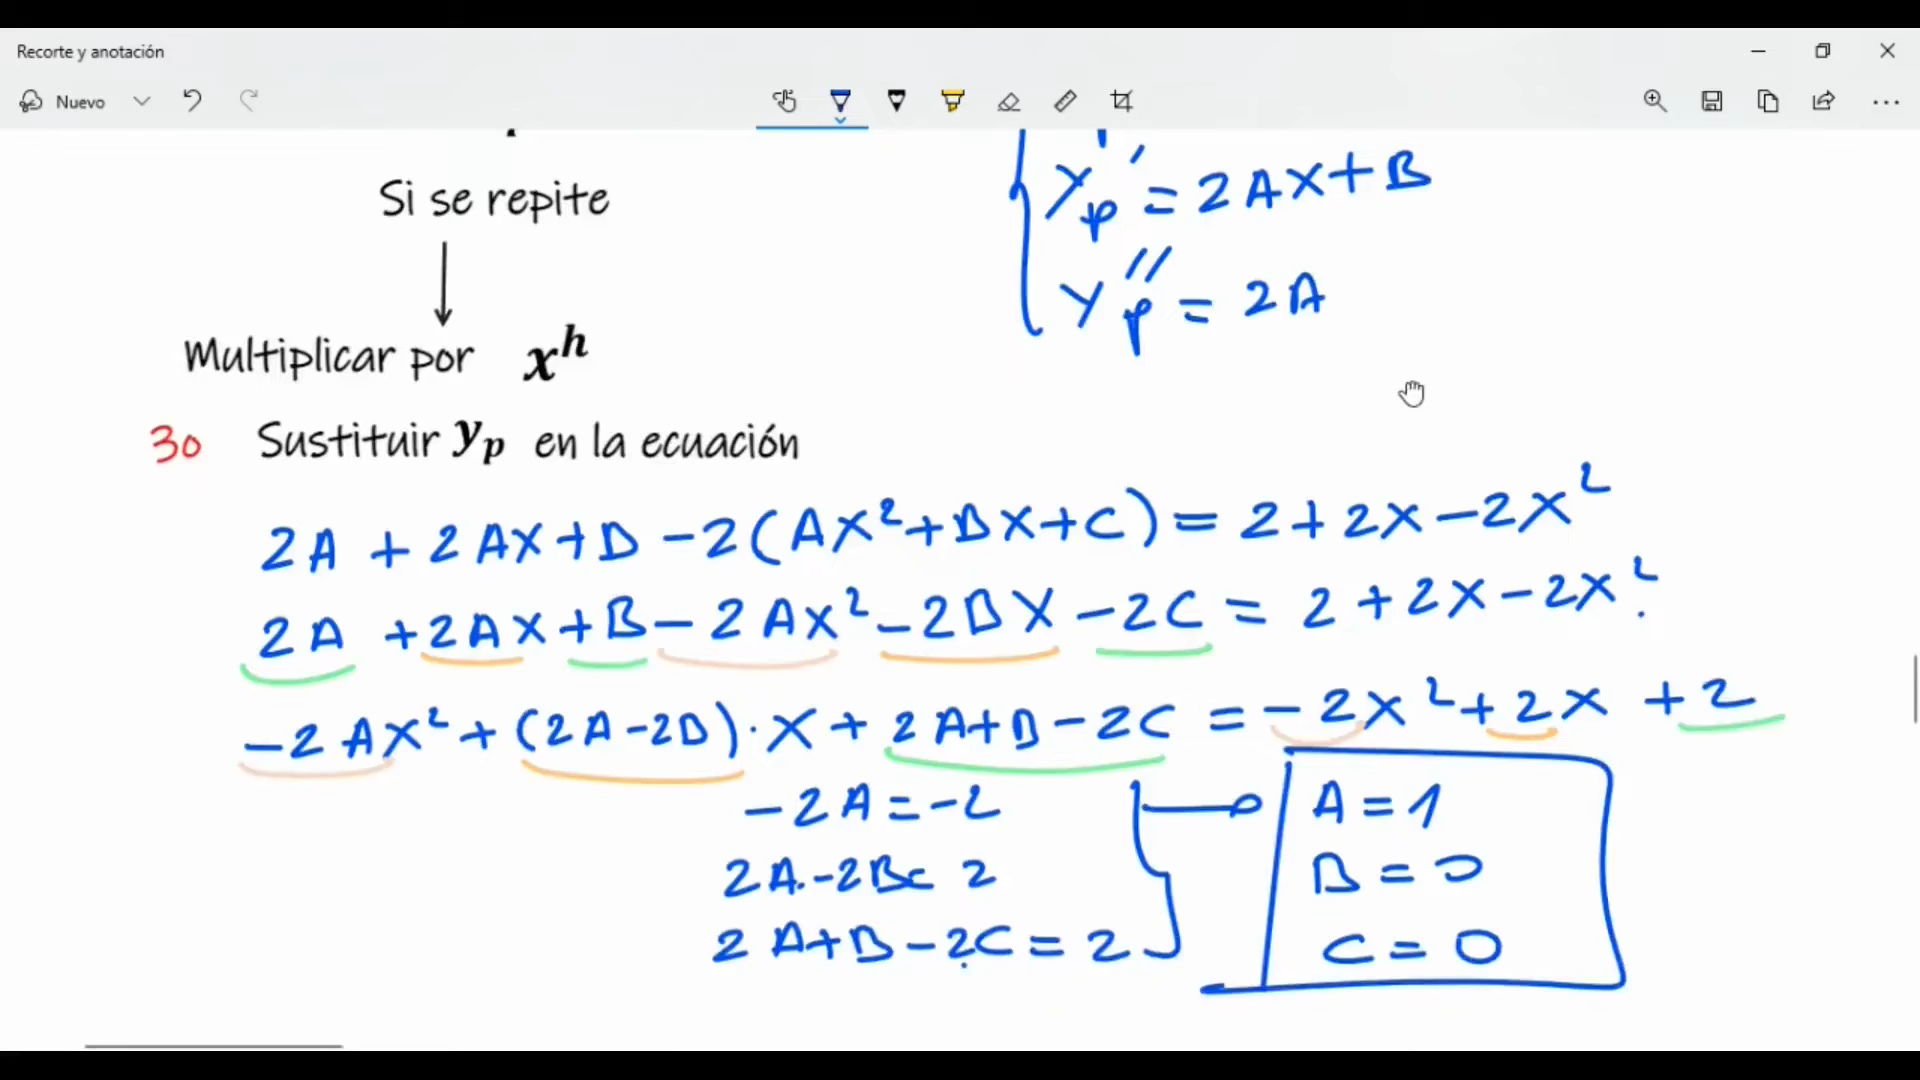 Recorte y anotación
Nuevo
Si se repite
Multiplicar por x^h
3o Sustituir y_p en la ecuación
y_p' = 2Ax+B
y_p'' = 2A
2A + 2Ax+B -2(Ax²+Bx+C) = 2+2x-2x²
2A +2Ax +B -2Ax² -2Bx -2C = 2+2x-2x²
-2Ax² + (2A-2B)·x + 2A+B-2C = -2x²+2x+2
-2A=-2
2A-2B= 2
2A+B-2C=2
A=1
B=0
C=0